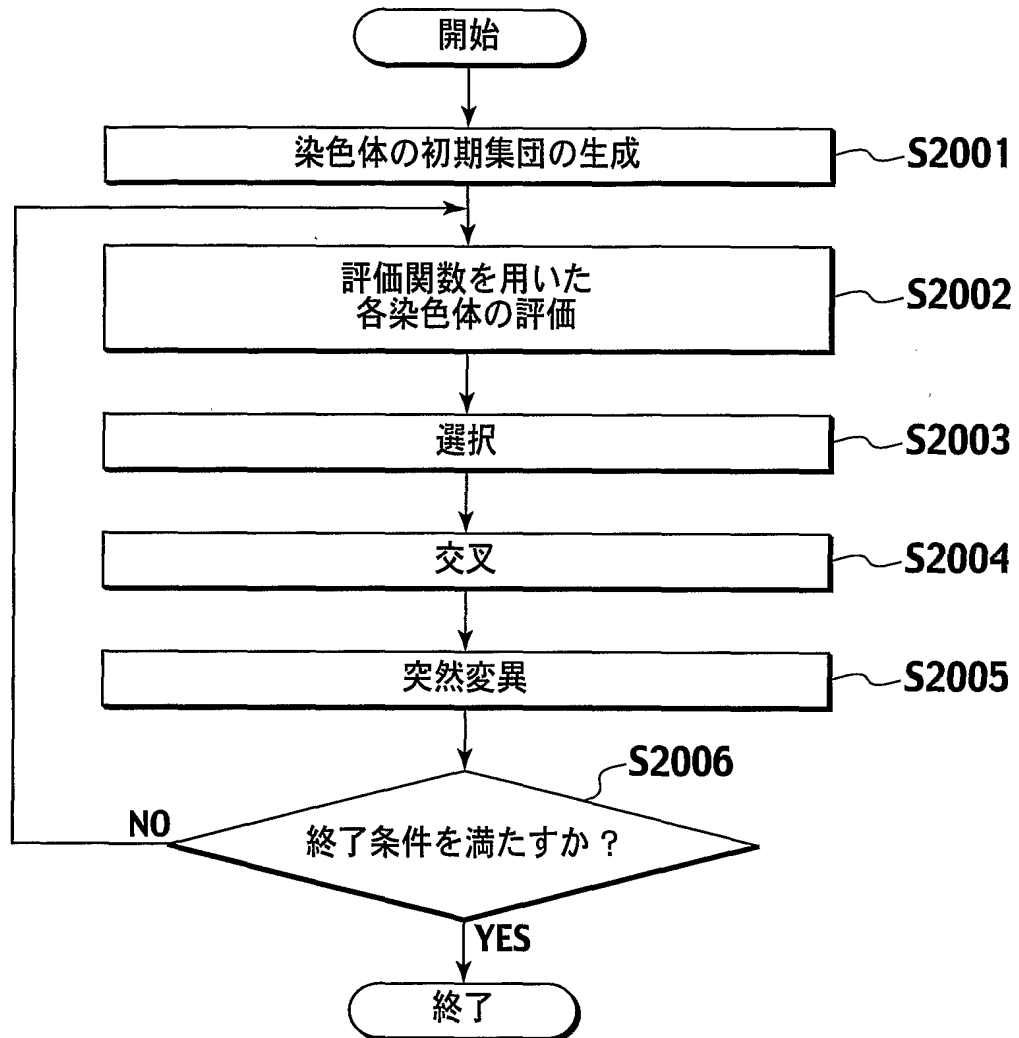 開始
染色体の初期集団の生成
S2001
評価関数を用いた
各染色体の評価
S2002
選択
S2003
交叉
S2004
突然変異
S2005
S2006
終了条件を満たすか？
NO
YES
終了